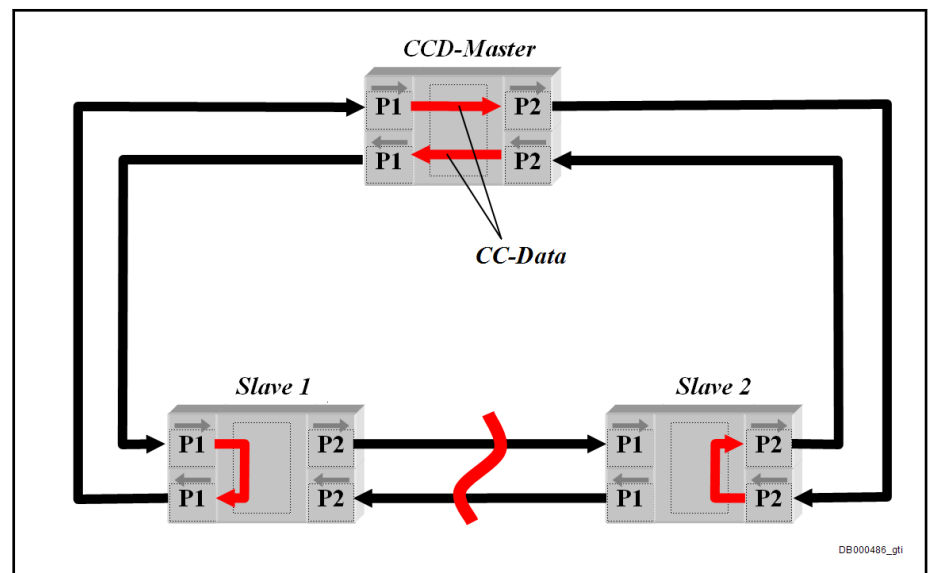 CCD-Master
P1 P2
P1 P2
CC-Data
Slave 1 Slave 2
P1 P2 P1 P2
P1 P2 P1 P2
DB000486_gti